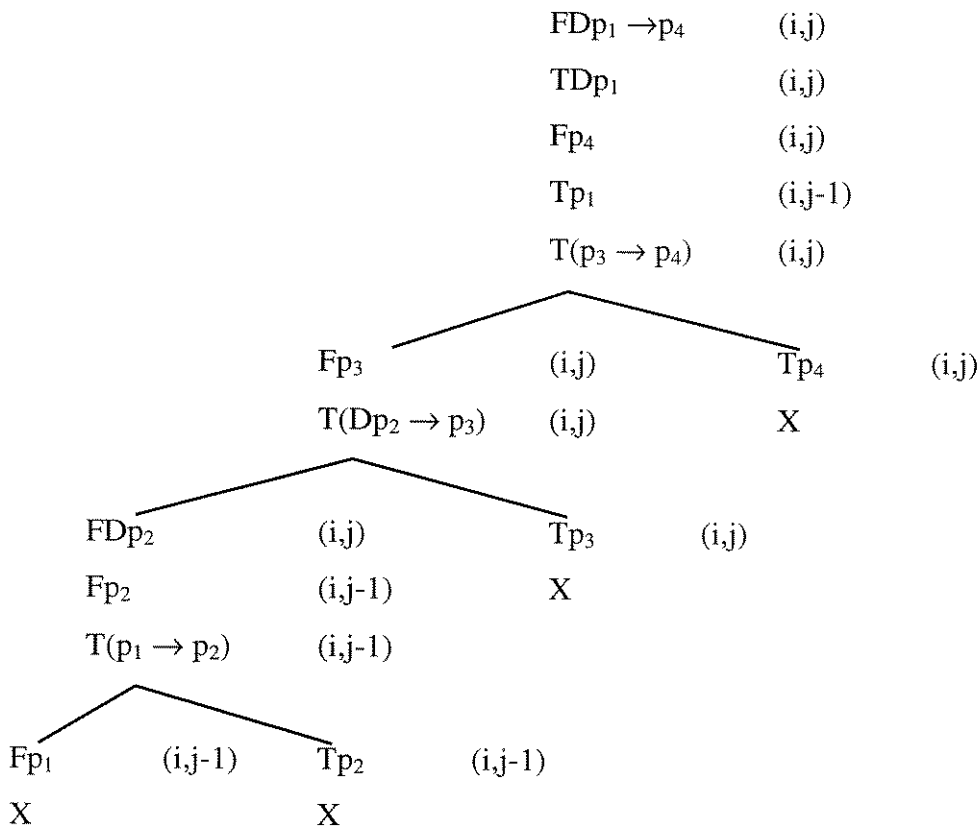 FDp₁ →p₄ (i,j)
TDp₁ (i,j)
Fp₄ (i,j)
Tp₁ (i,j-1)
T(p₃ → p₄) (i,j)
Fp₃ (i,j) Tp₄ (i,j)
T(Dp₂ → p₃) (i,j) X
FDp₂ (i,j) Tp₃ (i,j)
Fp₂ (i,j-1) X
T(p₁ → p₂) (i,j-1)
Fp₁ (i,j-1) Tp₂ (i,j-1)
X X